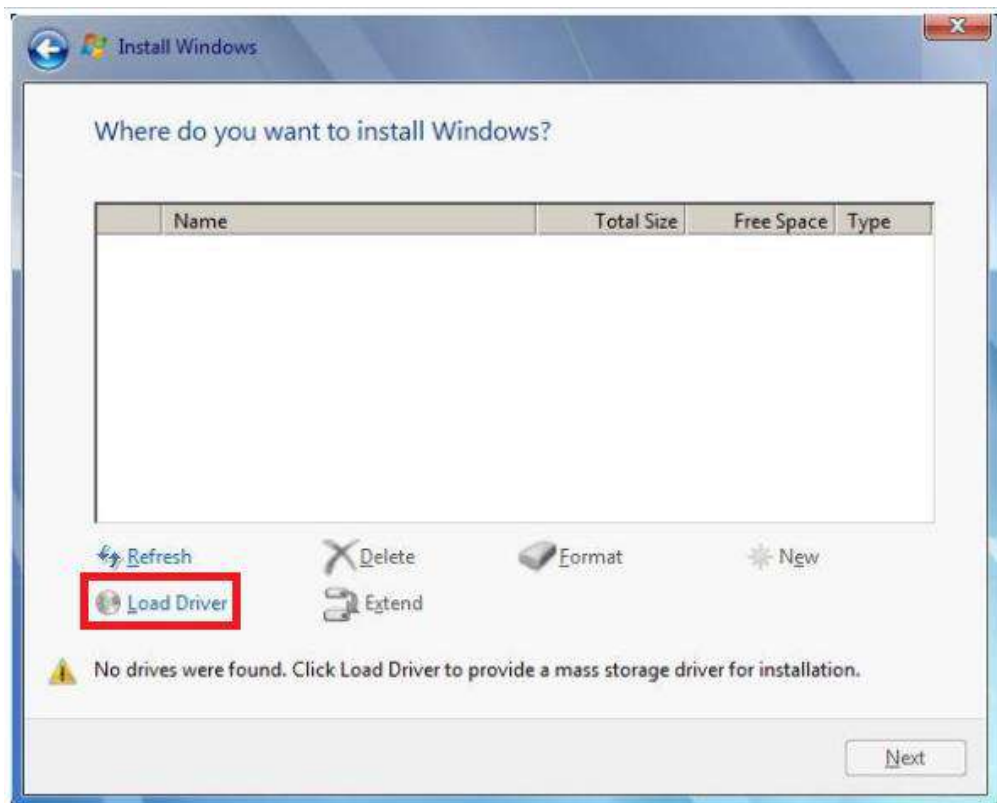 Install Windows
Where do you want to install Windows?
Name Total Size Free Space Type
Refresh Delete Format New
Load Driver Extend
No drives were found. Click Load Driver to provide a mass storage driver for installation.
Next